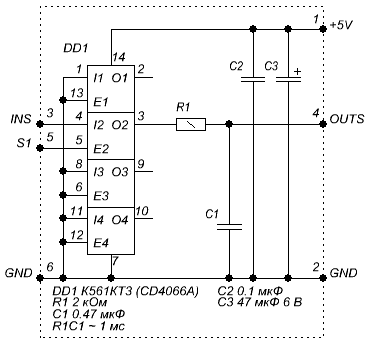 1 +5V
DD1 14 C2 C3 +
1 I1 O1 2
13 E1
INS 3 4 I2 O2 3 R1 4 OUTS
S1 5 5 E2
8 I3 O3 9
6 E3
C1
11 I4 O4 10
12 E4
GND 6 7 2 GND
DD1 К561КТ3 (CD4066A) C2 0.1 мкФ
R1 2 кОм C3 47 мкФ 6 В
C1 0.47 мкФ
R1C1 ~ 1 мс